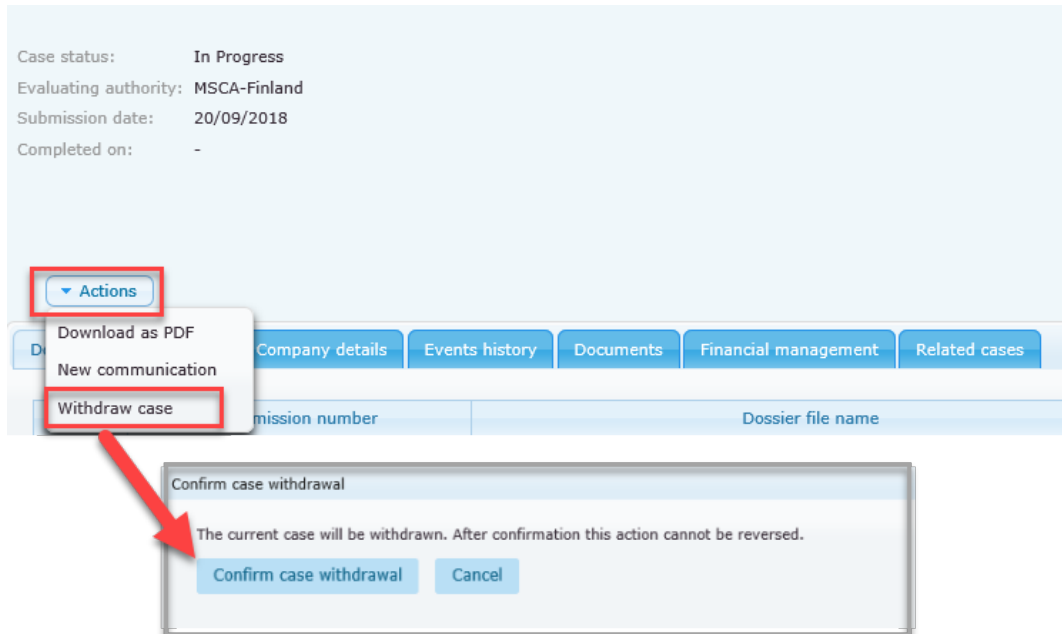 Case status: In Progress
Evaluating authority: MSCA-Finland
Submission date: 20/09/2018
Completed on: -
Actions
Download as PDF
New communication
Withdraw case
Company details Events history Documents Financial management Related cases
number Dossier file name
Confirm case withdrawal
The current case will be withdrawn. After confirmation this action cannot be reversed.
Confirm case withdrawal Cancel